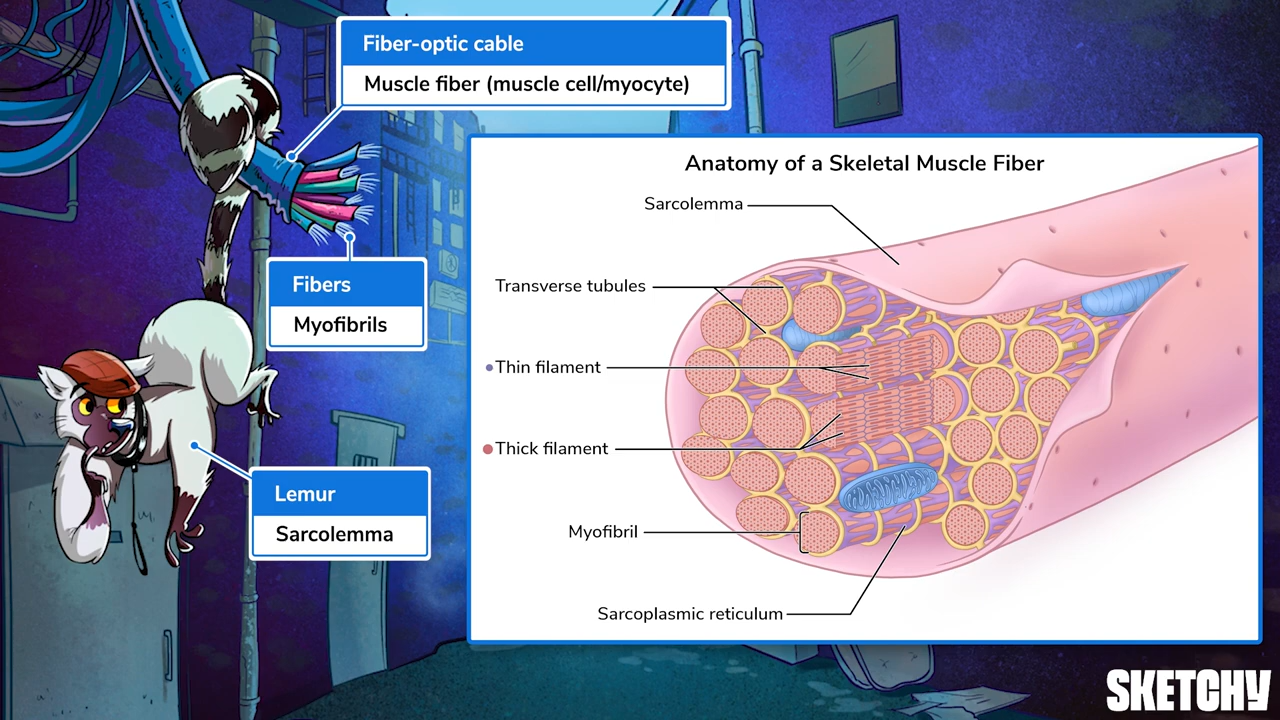 Fiber-optic cable
Muscle fiber (muscle cell/myocyte)
Fibers
Myofibrils
Lemur
Sarcolemma
Anatomy of a Skeletal Muscle Fiber
Sarcolemma
Transverse tubules
Thin filament
Thick filament
Myofibril
Sarcoplasmic reticulum
SKETCHY